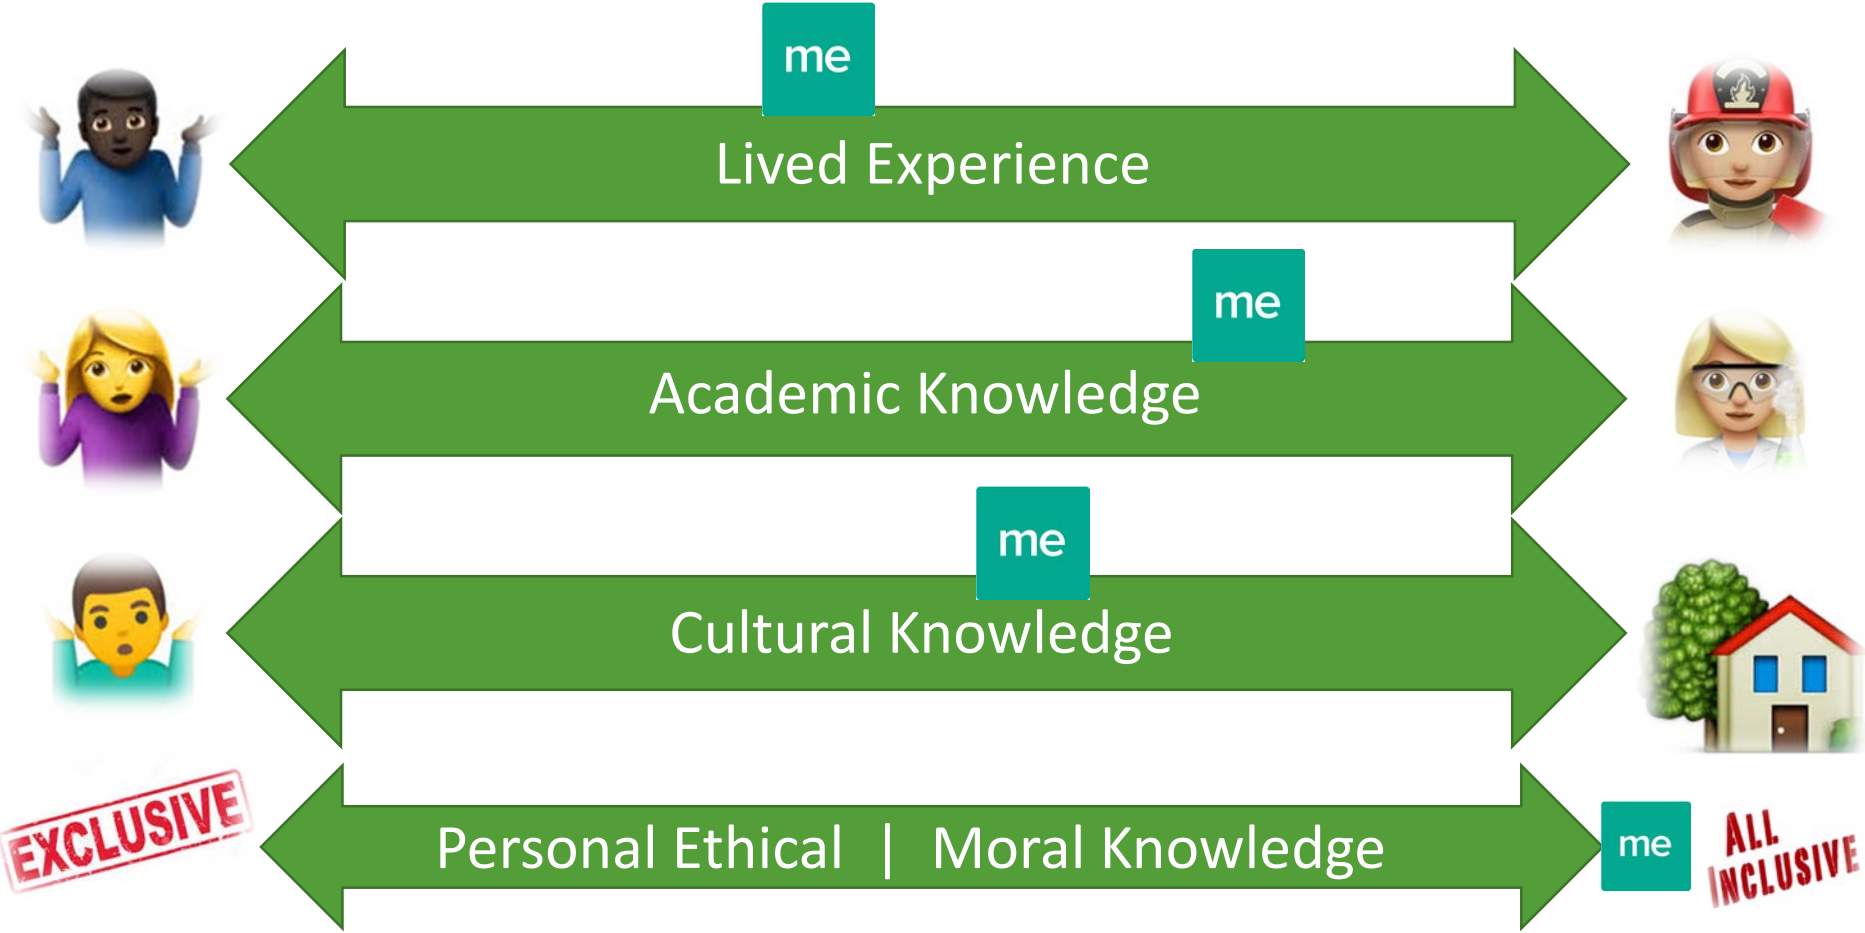 me
Lived Experience
me
Academic Knowledge
me
Cultural Knowledge
EXCLUSIVE
Personal Ethical | Moral Knowledge
me
ALL
INCLUSIVE